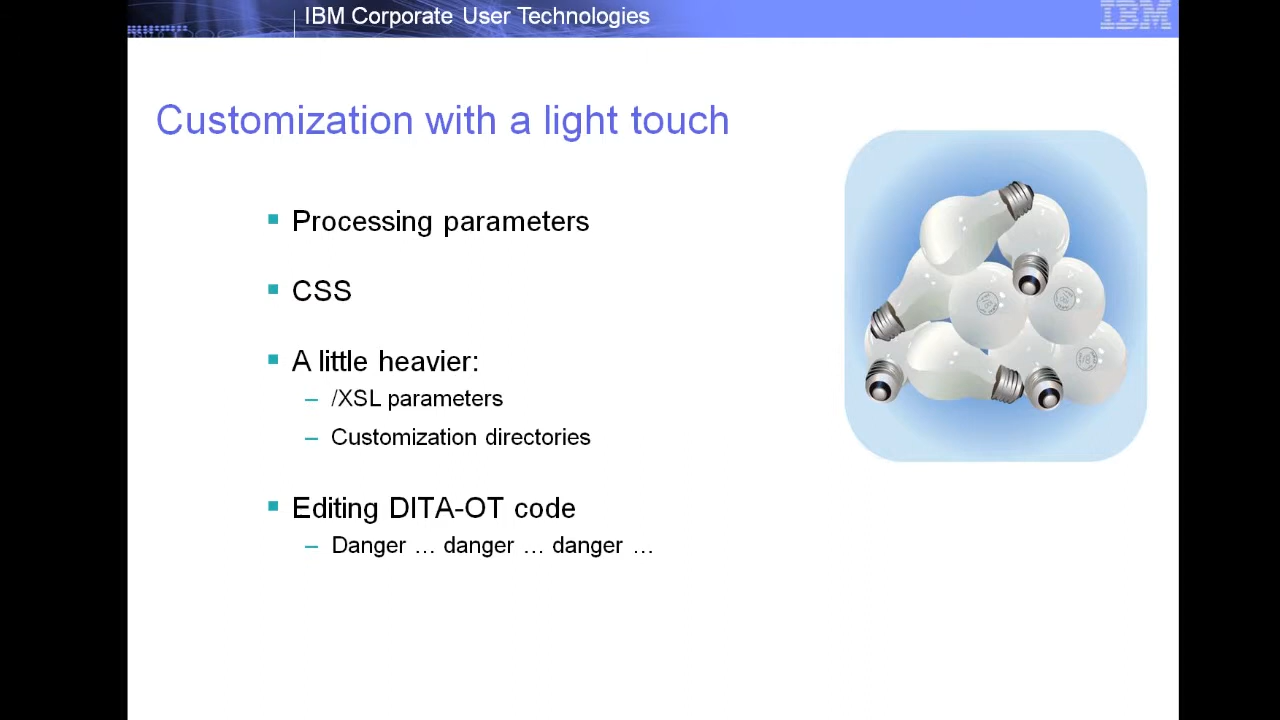 IBM Corporate User Technologies
IBM
Customization with a light touch
Processing parameters
CSS
A little heavier:
– /XSL parameters
– Customization directories
Editing DITA-OT code
– Danger … danger … danger …